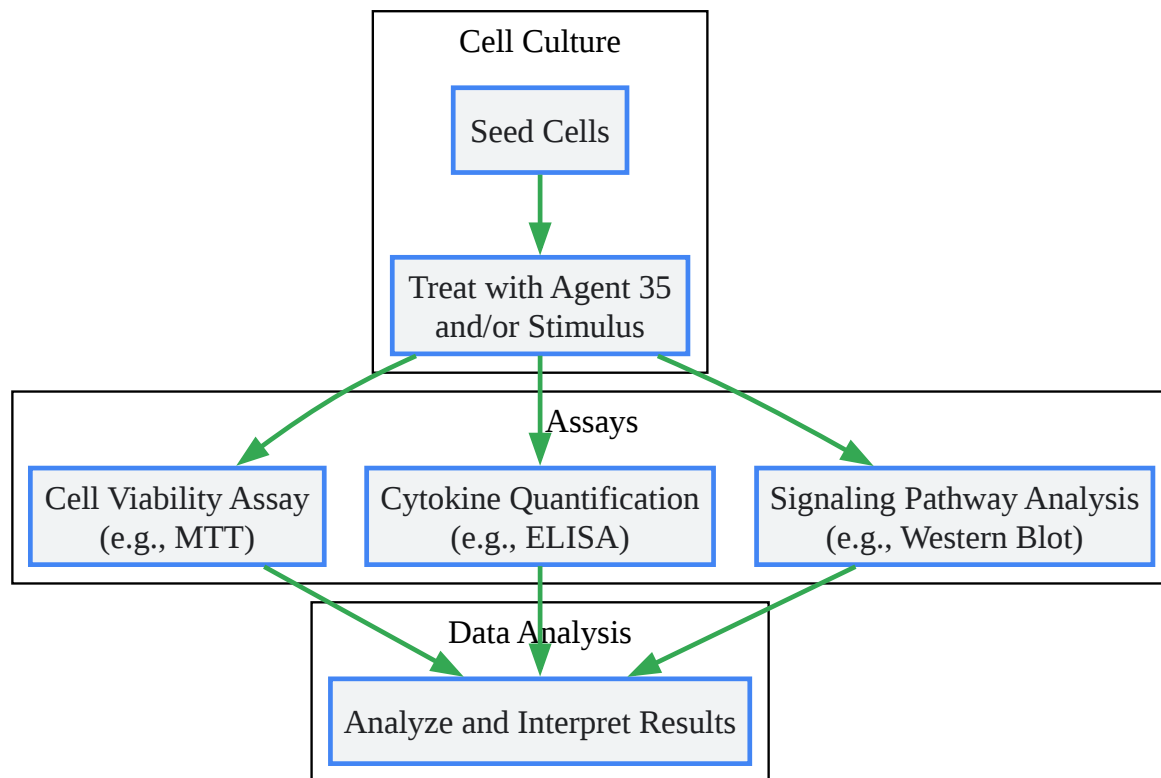 Cell Culture
Seed Cells
Treat with Agent 35
and/or Stimulus
Assays
Cell Viability Assay
(e.g., MTT)
Cytokine Quantification
(e.g., ELISA)
Signaling Pathway Analysis
(e.g., Western Blot)
Data Analysis
Analyze and Interpret Results